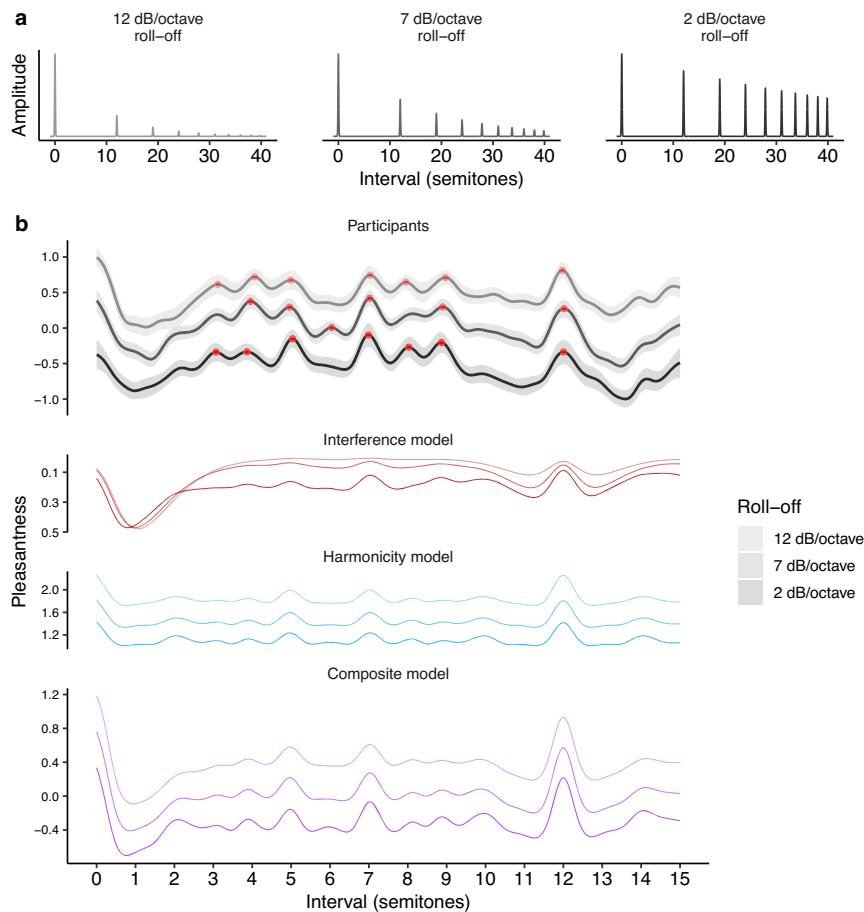 a
12 dB/octave
roll−off
7 dB/octave
roll−off
2 dB/octave
roll−off
Amplitude
0 10 20 30 40
0 10 20 30 40
0 10 20 30 40
Interval (semitones)
b
Participants
1.0
0.5
0.0
−0.5
−1.0
Interference model
0.1
0.3
0.5
Harmonicity model
2.0
1.6
1.2
Composite model
1.2
0.8
0.4
0.0
−0.4
Pleasantness
0 1 2 3 4 5 6 7 8 9 10 11 12 13 14 15
Interval (semitones)
Roll−off
12 dB/octave
7 dB/octave
2 dB/octave